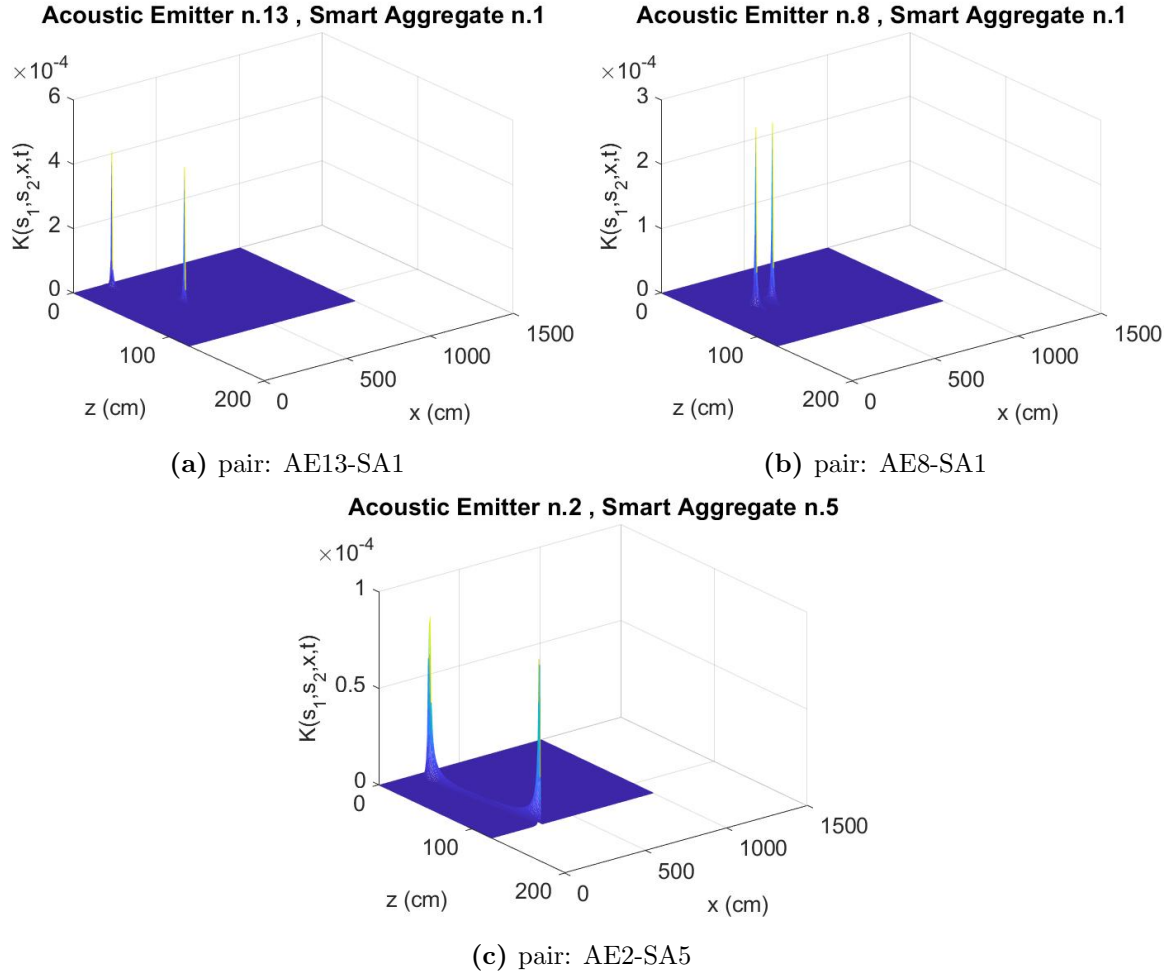 Acoustic Emitter n.13 , Smart Aggregate n.1
×10-4
6
4
2
0
K(s1,s2,x,t)
0
100
200
z (cm)
0
500
1000
1500
x (cm)
(a) pair: AE13-SA1
Acoustic Emitter n.8 , Smart Aggregate n.1
×10-4
3
2
1
0
K(s1,s2,x,t)
0
100
200
z (cm)
0
500
1000
1500
x (cm)
(b) pair: AE8-SA1
Acoustic Emitter n.2 , Smart Aggregate n.5
×10-4
1
0.5
0
K(s1,s2,x,t)
0
100
200
z (cm)
0
500
1000
1500
x (cm)
(c) pair: AE2-SA5